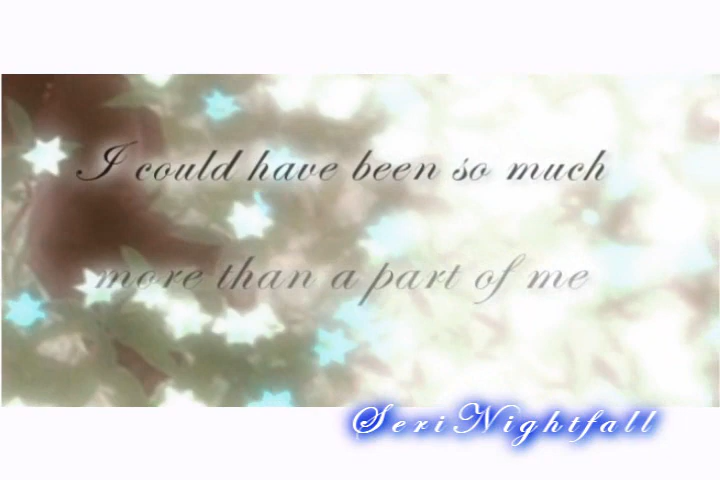 I could have been so much
more than a part of me
SeriNightfall